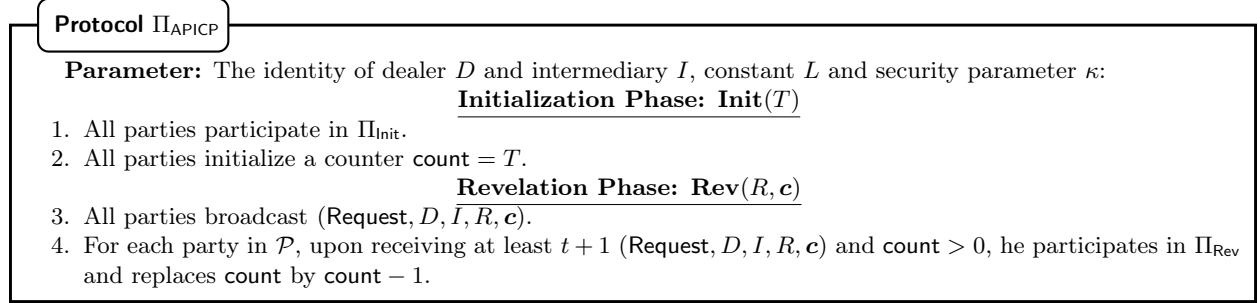 Protocol Π_APICP
Parameter: The identity of dealer D and intermediary I, constant L and security parameter κ:
Initialization Phase: Init(T)
1. All parties participate in Π_Init.
2. All parties initialize a counter count = T.
Revelation Phase: Rev(R, c)
3. All parties broadcast (Request, D, I, R, c).
4. For each party in 𝒫, upon receiving at least t + 1 (Request, D, I, R, c) and count > 0, he participates in Π_Rev
and replaces count by count − 1.